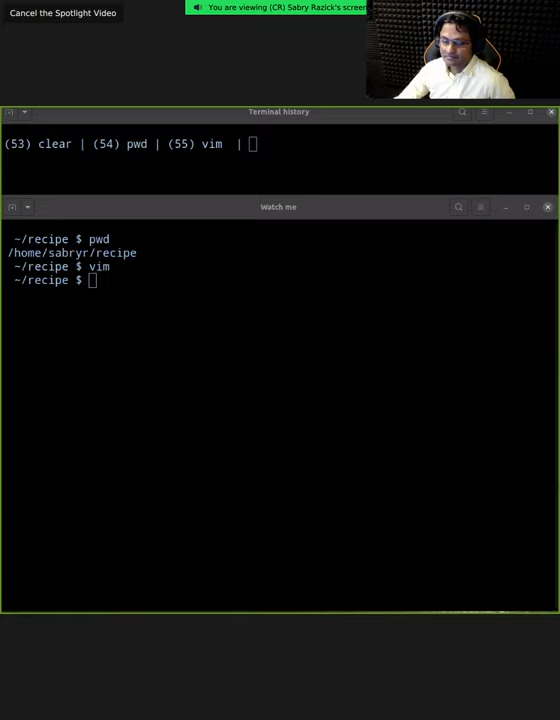 Cancel the Spotlight Video
You are viewing (CR) Sabry Razick's screen
Terminal history
(53) clear | (54) pwd | (55) vim |
Watch me
~/recipe $ pwd
/home/sabryr/recipe
~/recipe $ vim
~/recipe $